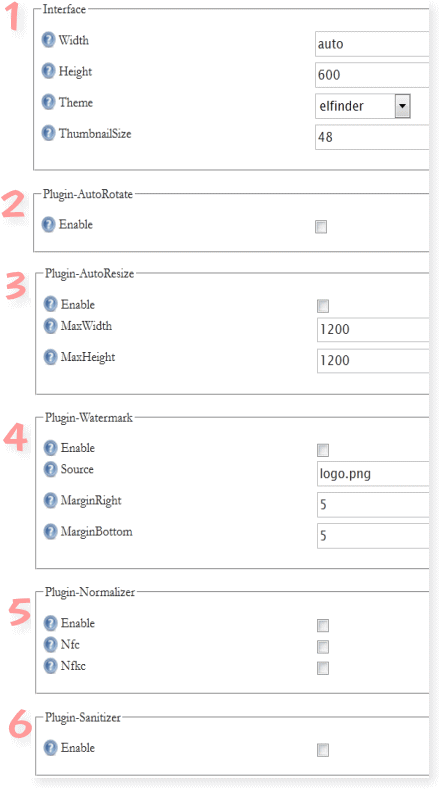 1 Interface
Width auto
Height 600
Theme elfinder
ThumbnailSize 48
2 Plugin-AutoRotate
Enable
3 Plugin-AutoResize
Enable
MaxWidth 1200
MaxHeight 1200
4 Plugin-Watermark
Enable
Source logo.png
MarginRight 5
MarginBottom 5
5 Plugin-Normalizer
Enable
Nfc
Nfkc
6 Plugin-Sanitizer
Enable